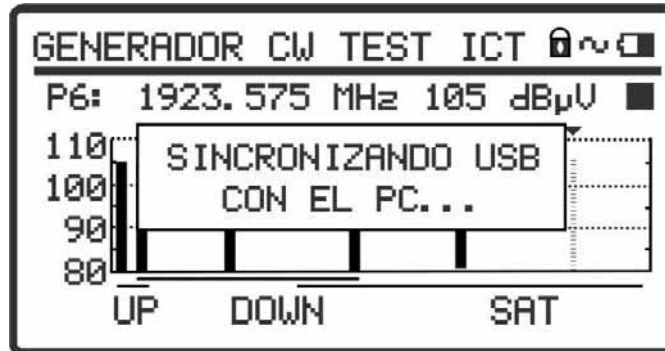 GENERADOR CW TEST ICT
P6: 1923.575 MHz 105 dBµV
110
SINCRONIZANDO USB
100
CON EL PC...
90
80
UP DOWN SAT